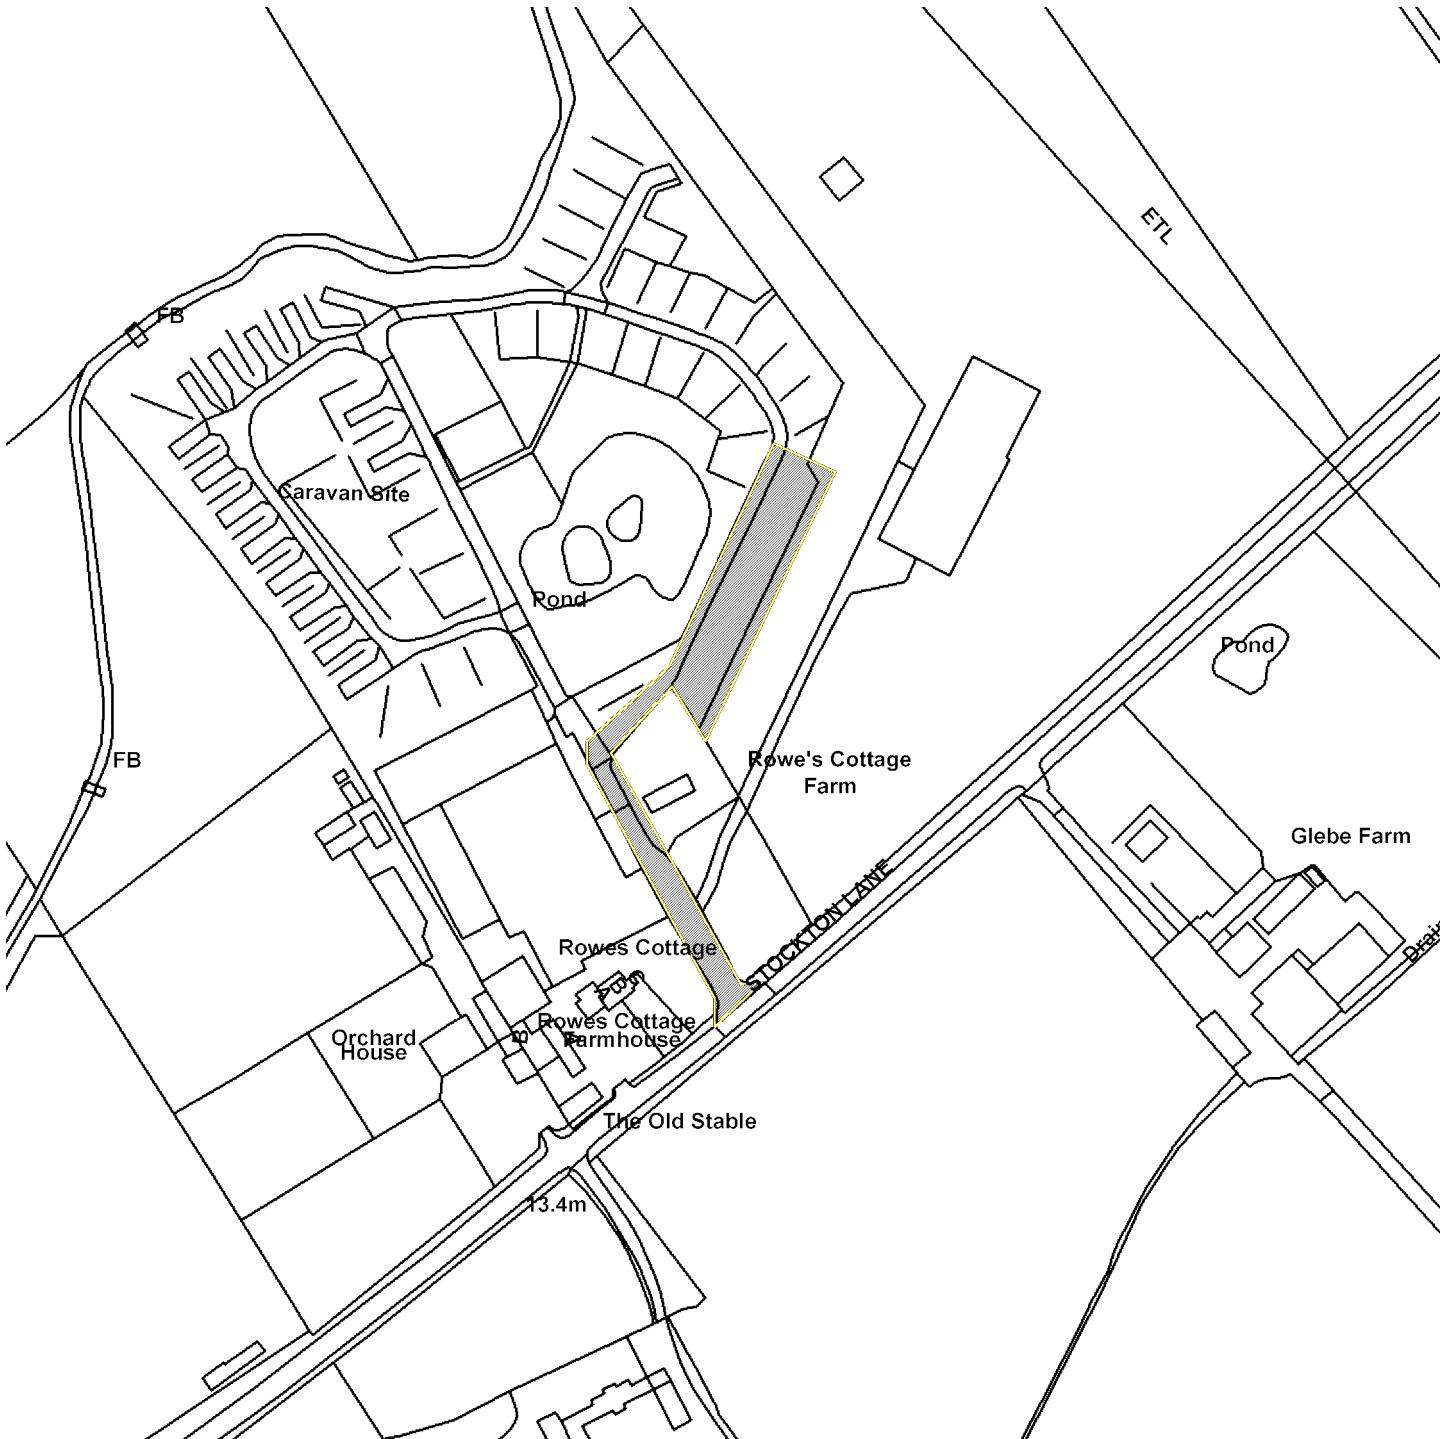 ETL
FB
Caravan Site
Pond
Pond
FB
Rowe's Cottage
Farm
Glebe Farm
STOCKTON LANE
Drain
Rowes Cottage
A
B
Rowes Cottage
Farmhouse
B
Orchard
House
The Old Stable
13.4m